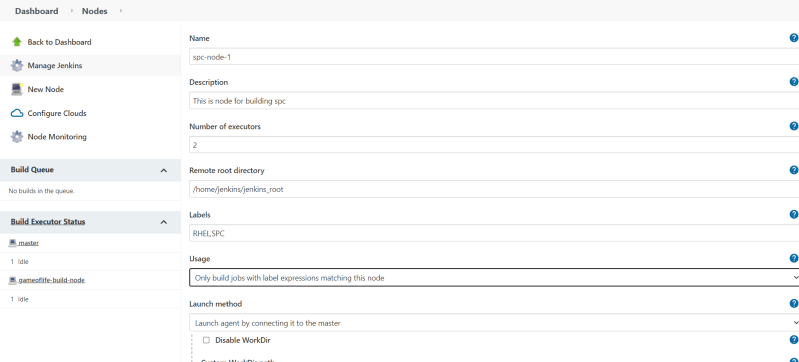 Dashboard
Nodes
Back to Dashboard
Manage Jenkins
New Node
Configure Clouds
Node Monitoring
Build Queue
No builds in the queue.
Build Executor Status
master
1 Idle
gameoflife-build-node
1 Idle
Name
spc-node-1
Description
This is node for building spc
Number of executors
2
Remote root directory
/home/jenkins/jenkins_root
Labels
RHEl,SPC
Usage
Only build jobs with label expressions matching this node
Launch method
Launch agent by connecting it to the master
Disable WorkDir
Custom WorkDir path